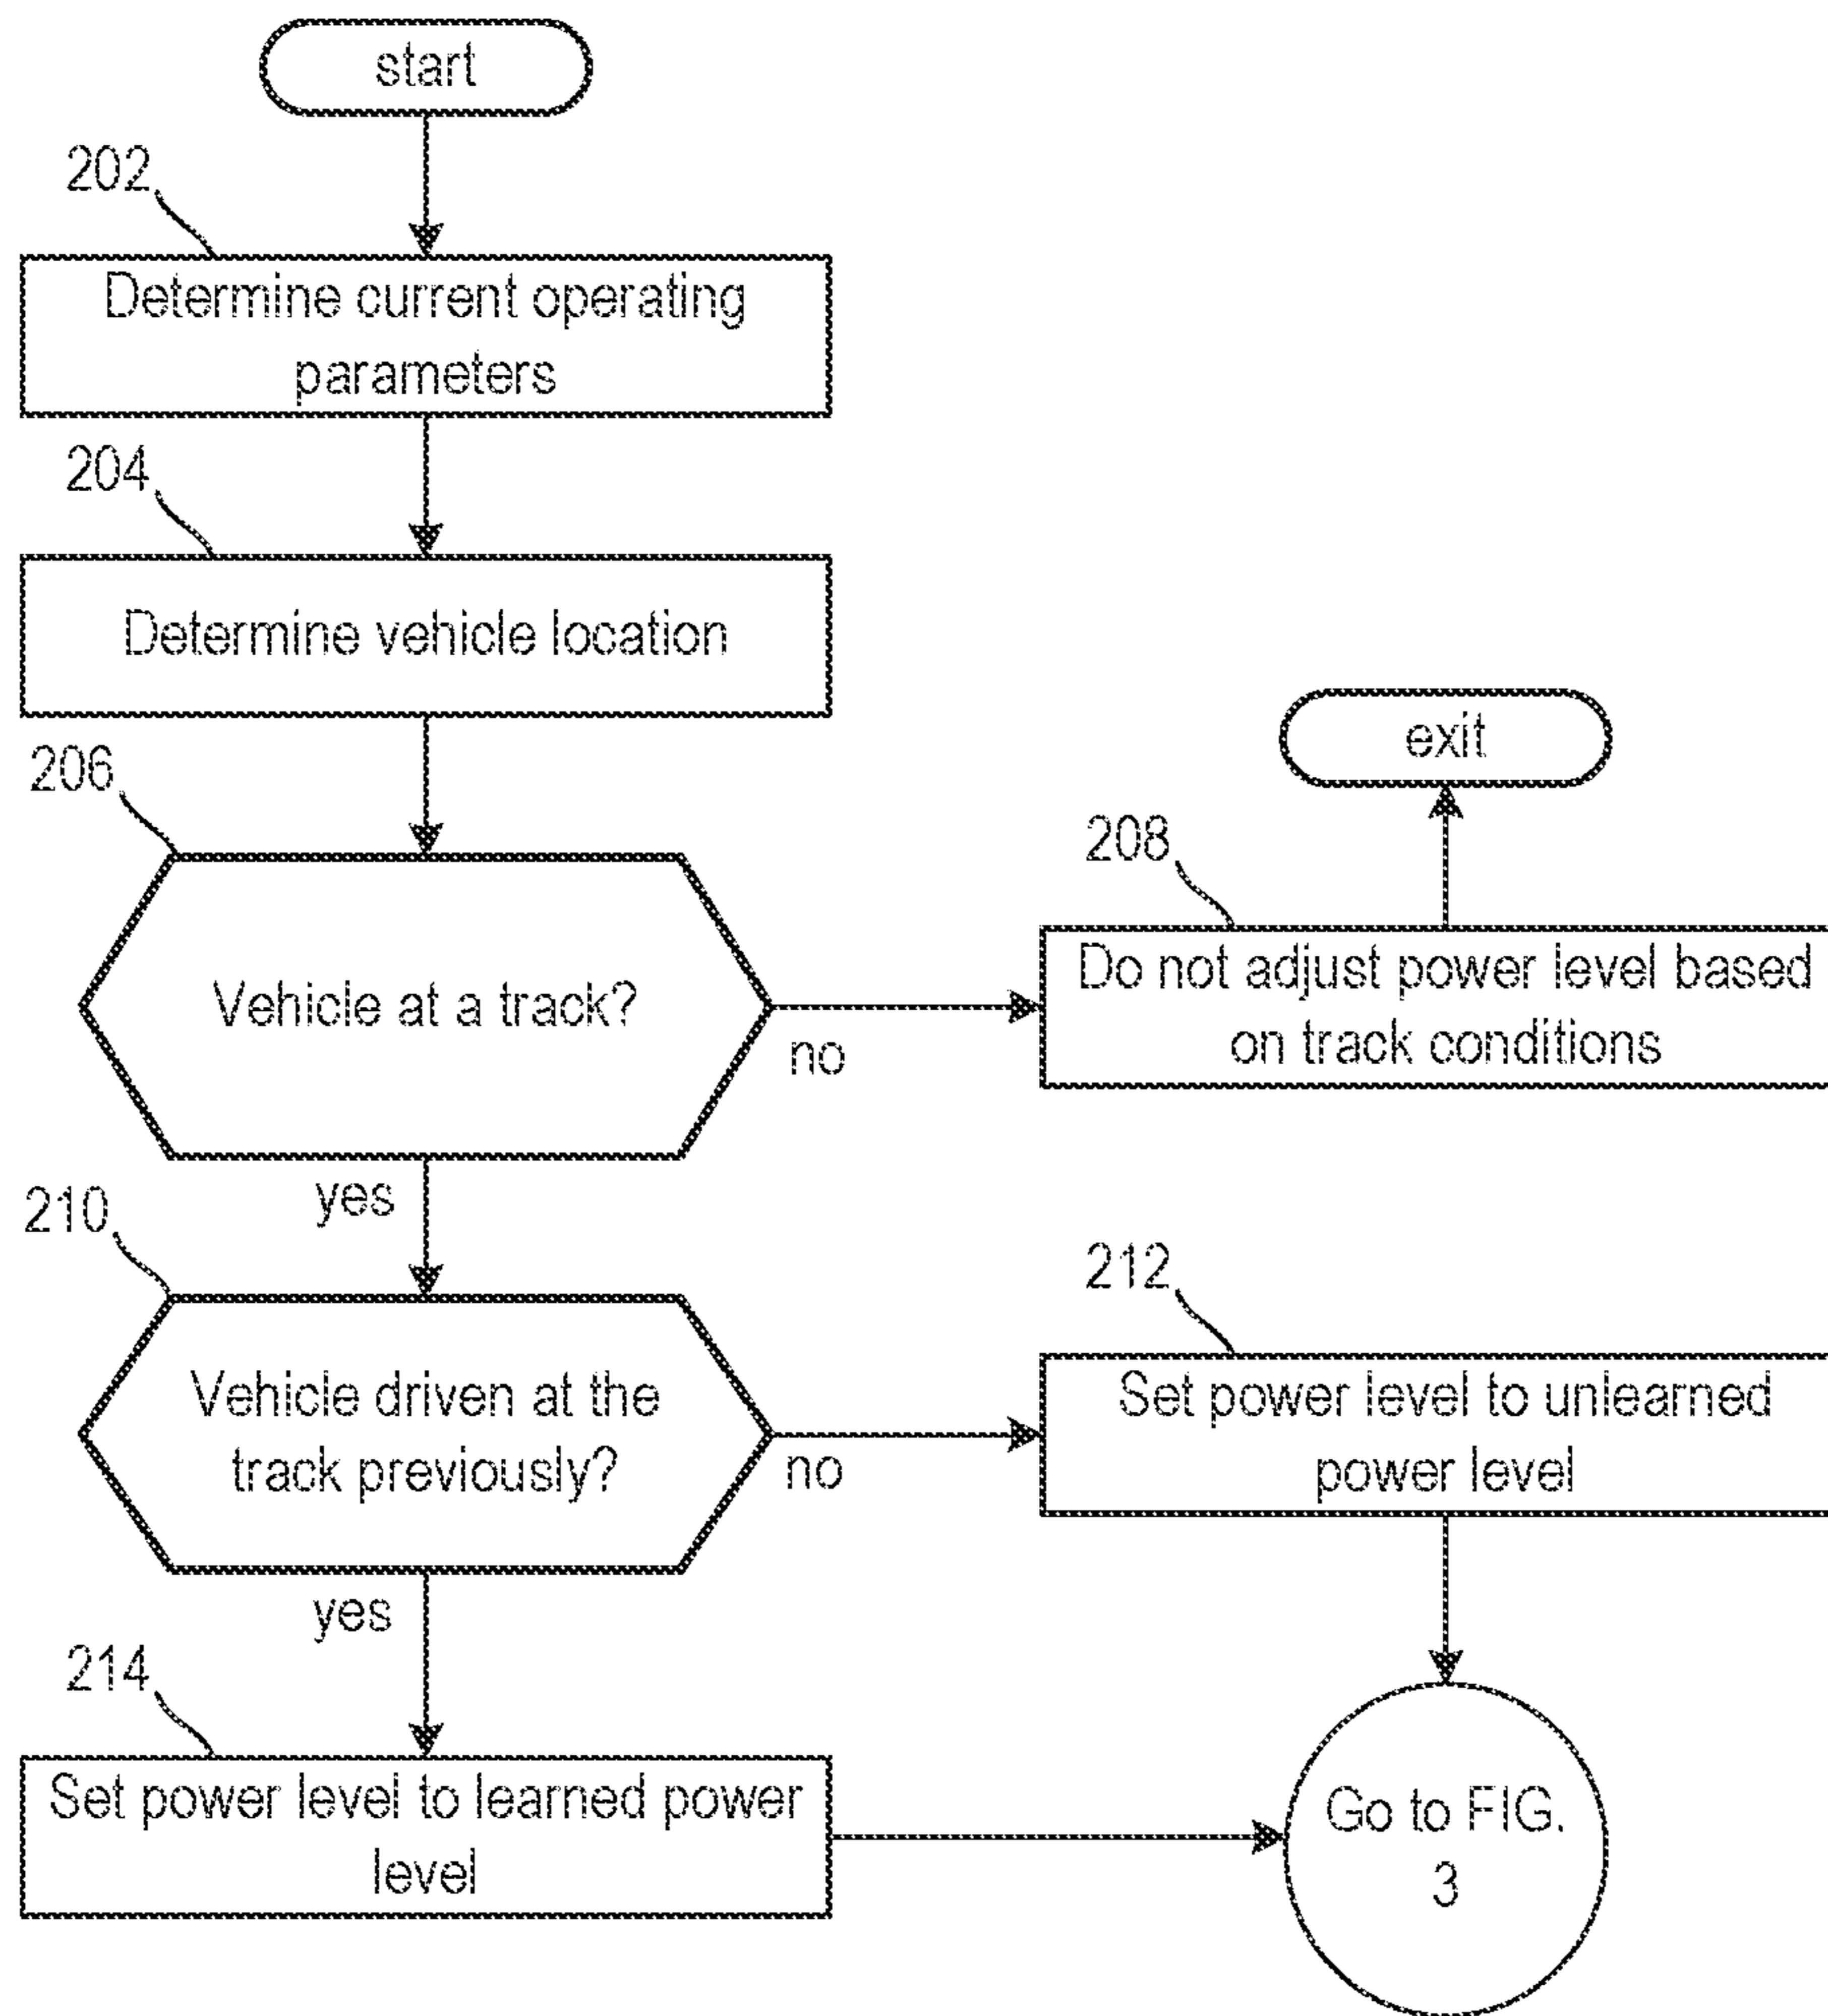 start
202
Determine current operating
parameters
204
Determine vehicle location
206
Vehicle at a track?
no
yes
exit
208
Do not adjust power level based
on track conditions
210
Vehicle driven at the
track previously?
no
yes
212
Set power level to unlearned
power level
214
Set power level to learned power
level
Go to FIG.
3